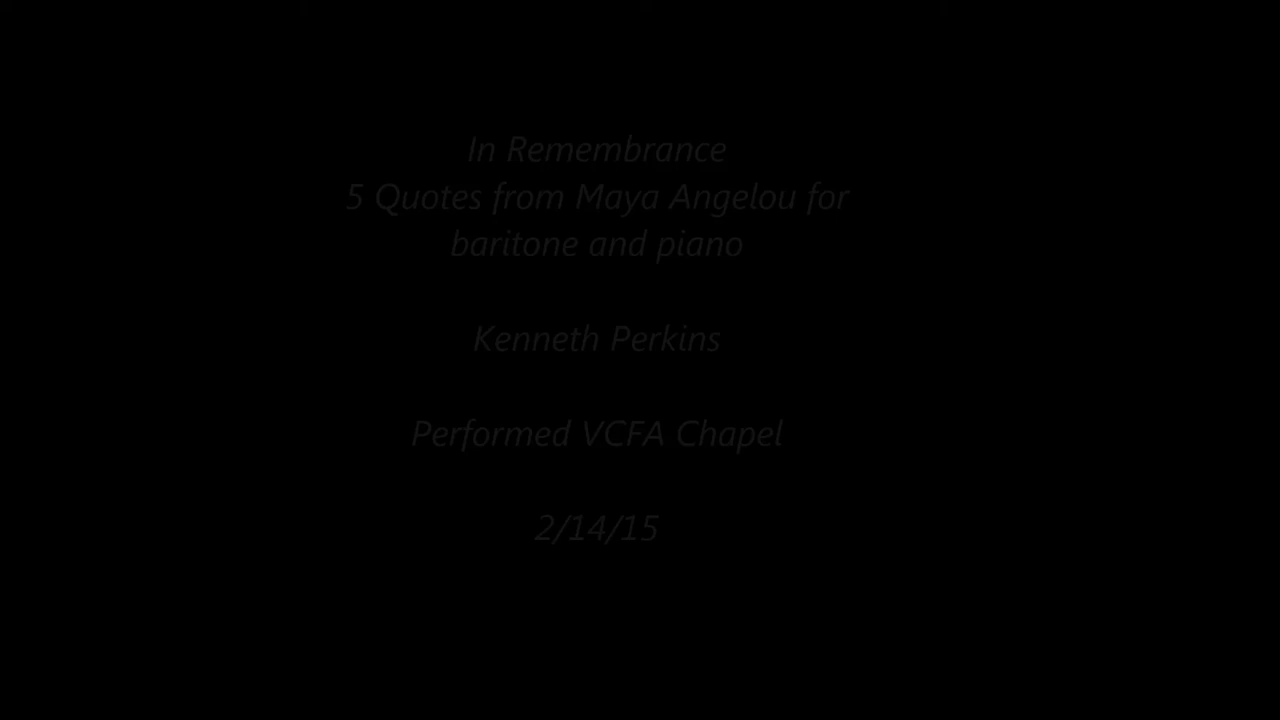 In Remembrance
5 Quotes from Maya Angelou for
baritone and piano
Kenneth Perkins
Performed VCFA Chapel
2/14/15